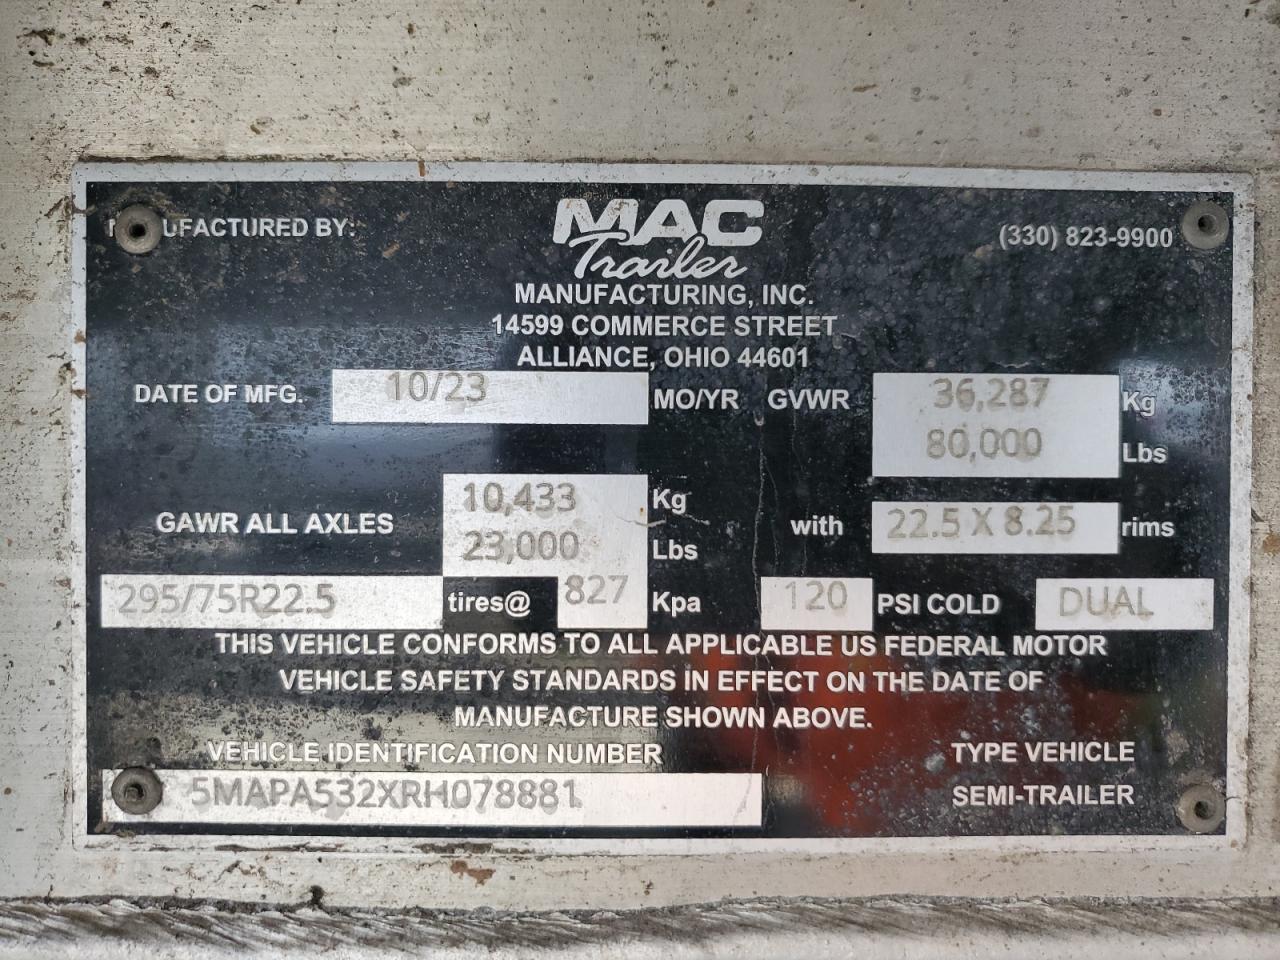 MANUFACTURED BY:
MAC
Trailer
(330) 823-9900
MANUFACTURING, INC.
14599 COMMERCE STREET
ALLIANCE, OHIO 44601
DATE OF MFG. 10/23 MO/YR GVWR 36,287 Kg
80,000 Lbs
GAWR ALL AXLES 10,433 Kg
23,000 Lbs
with 22.5 X 8.25 rims
295/75R22.5 tires@ 827 Kpa 120 PSI COLD DUAL
THIS VEHICLE CONFORMS TO ALL APPLICABLE US FEDERAL MOTOR
VEHICLE SAFETY STANDARDS IN EFFECT ON THE DATE OF
MANUFACTURE SHOWN ABOVE.
VEHICLE IDENTIFICATION NUMBER
5MAPA532XRH078881
TYPE VEHICLE
SEMI-TRAILER